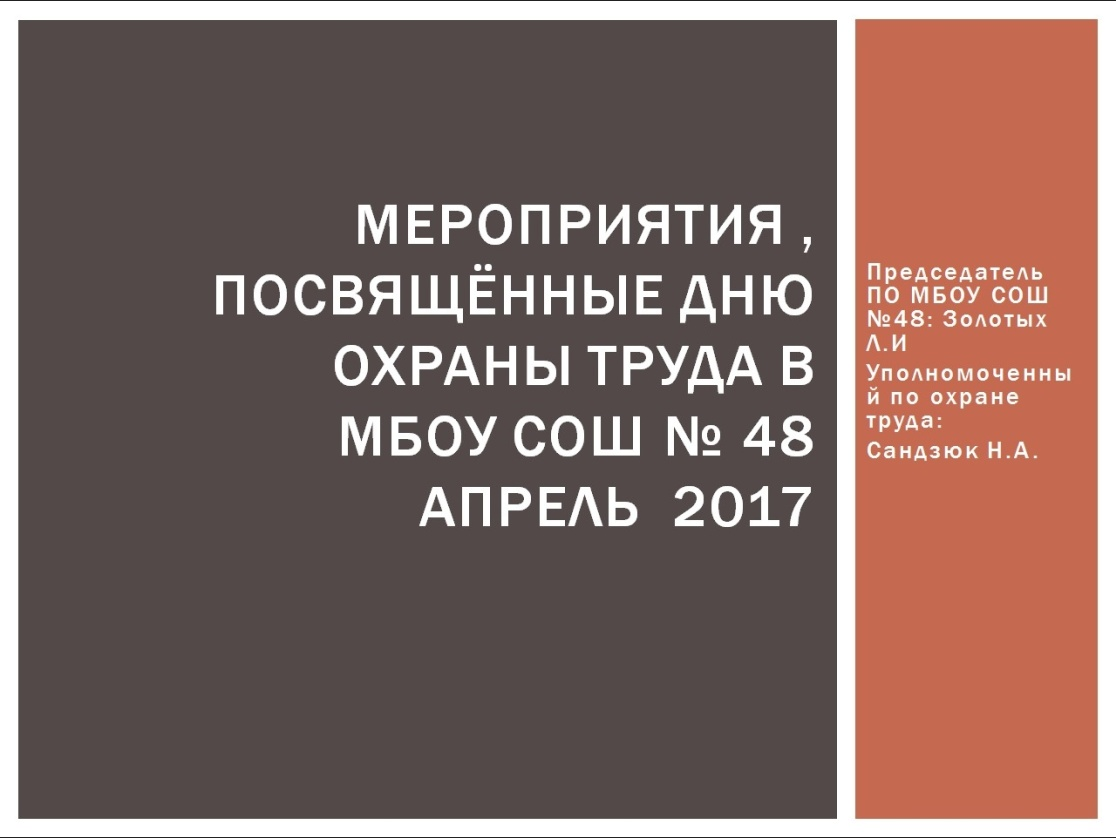 МЕРОПРИЯТИЯ ,
ПОСВЯЩЁННЫЕ ДНЮ
ОХРАНЫ ТРУДА В
МБОУ СОШ № 48
АПРЕЛЬ 2017
Председатель
ПО МБОУ СОШ
№48: Золотых
Л.И
Уполномоченны
й по охране
труда:
Сандзюк Н.А.